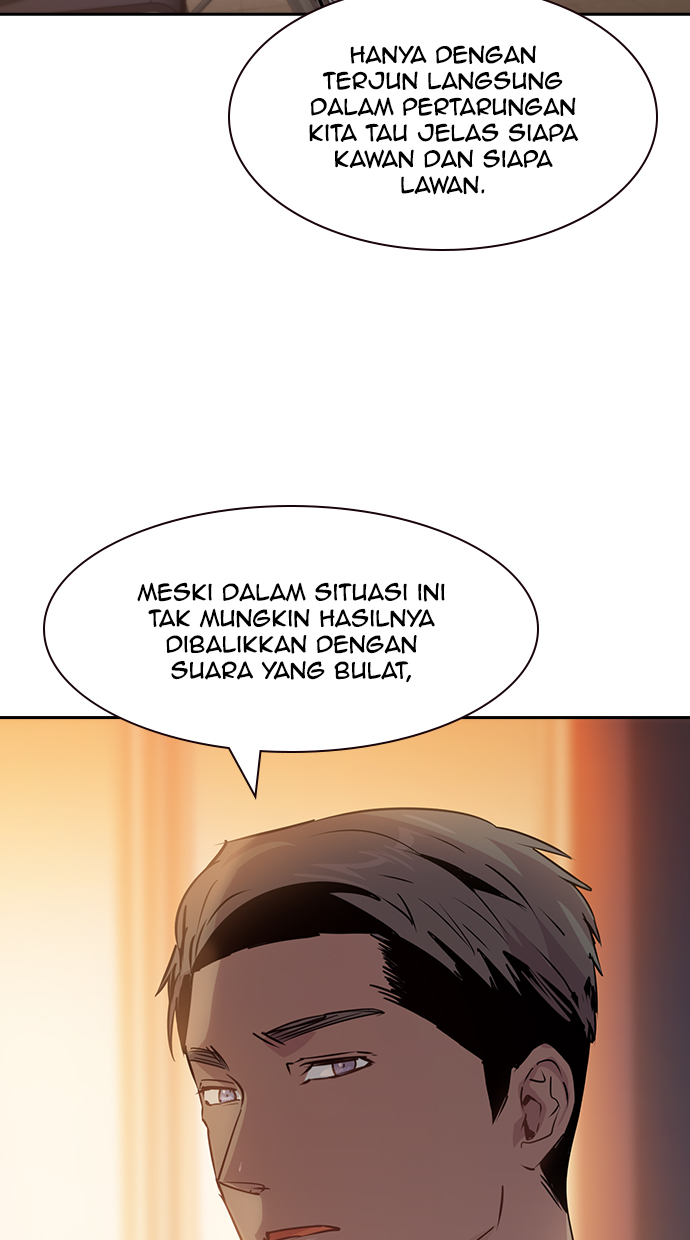 HANYA DENGAN
TERJUN LANGSUNG
DALAM PERTARUNGAN
KITA TAU JELAS SIAPA
KAWAN DAN SIAPA
LAWAN.
MESKI DALAM SITUASI INI
TAK MUNGKIN HASILNYA
DIBALIKKAN DENGAN
SUARA YANG BULAT,